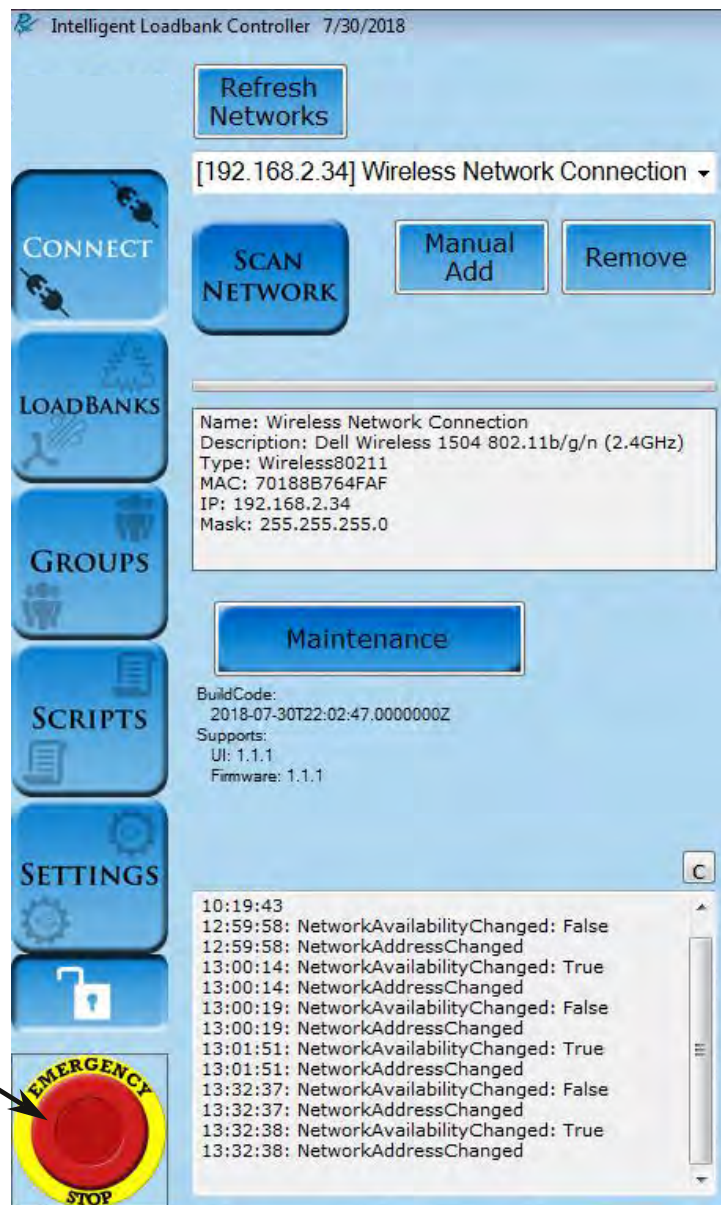 Intelligent Loadbank Controller 7/30/2018
Refresh
Networks
[192.168.2.34] Wireless Network Connection
CONNECT
SCAN
NETWORK
Manual
Add
Remove
LOADBANKS
Name: Wireless Network Connection
Description: Dell Wireless 1504 802.11b/g/n (2.4GHz)
Type: Wireless80211
MAC: 70188B764FAF
IP: 192.168.2.34
Mask: 255.255.255.0
GROUPS
Maintenance
BuildCode:
2018-07-30T22:02:47.0000000Z
Supports:
UI: 1.1.1
Firmware: 1.1.1
SCRIPTS
SETTINGS
C
10:19:43
12:59:58: NetworkAvailabilityChanged: False
12:59:58: NetworkAddressChanged
13:00:14: NetworkAvailabilityChanged: True
13:00:14: NetworkAddressChanged
13:00:19: NetworkAvailabilityChanged: False
13:00:19: NetworkAddressChanged
13:01:51: NetworkAvailabilityChanged: True
13:01:51: NetworkAddressChanged
13:32:37: NetworkAvailabilityChanged: False
13:32:37: NetworkAddressChanged
13:32:38: NetworkAvailabilityChanged: True
13:32:38: NetworkAddressChanged
EMERGENCY
STOP